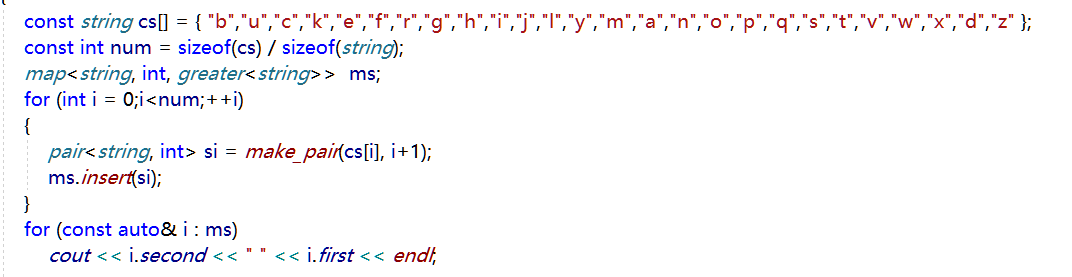 const string cs[] = { "b","u","c","k","e","f","r","g","h","i","j","l","y","m","a","n","o","p","q","s","t","v","w","x","d","z" };
const int num = sizeof(cs) / sizeof(string);
map<string, int, greater<string>> ms;
for (int i = 0;i<num;++i)
{
pair<string, int> si = make_pair(cs[i], i+1);
ms.insert(si);
}
for (const auto& i : ms)
cout << i.second << " " << i.first << endl;